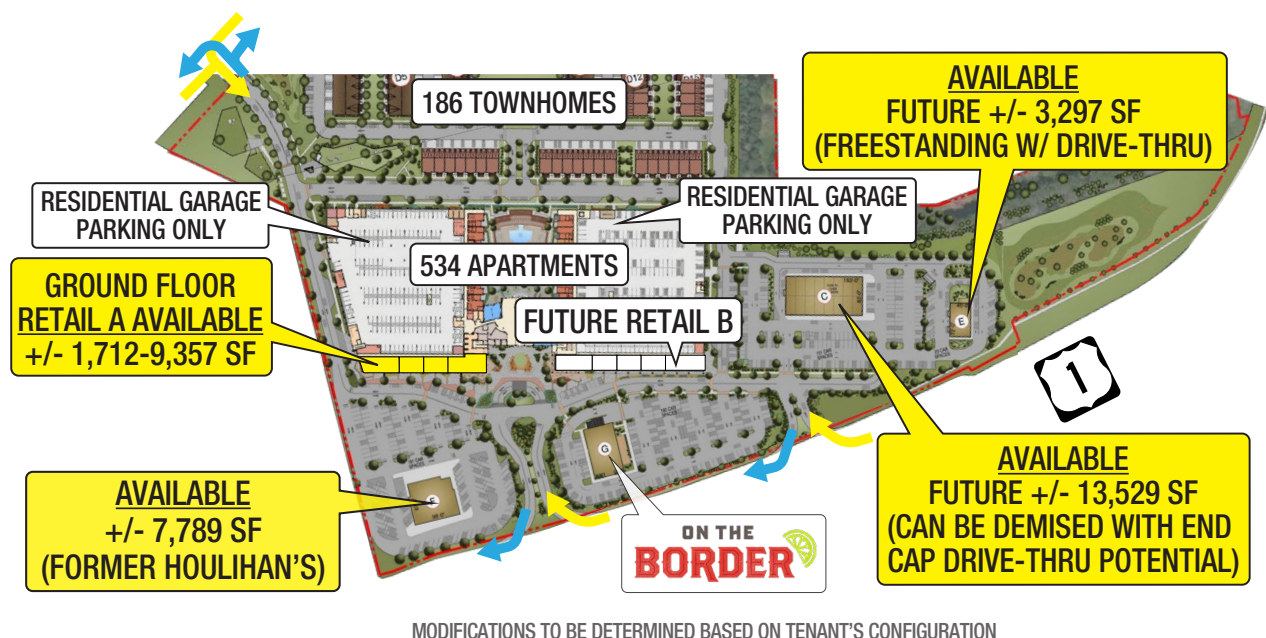 186 TOWNHOMES
D12
AVAILABLE
FUTURE +/- 3,297 SF
(FREESTANDING W/ DRIVE-THRU)
RESIDENTIAL GARAGE
PARKING ONLY
RESIDENTIAL GARAGE
PARKING ONLY
534 APARTMENTS
GROUND FLOOR
RETAIL A AVAILABLE
+/- 1,712-9,357 SF
FUTURE RETAIL B
C
E
1
G
AVAILABLE
+/- 7,789 SF
(FORMER HOULIHAN'S)
ON THE
BORDER
AVAILABLE
FUTURE +/- 13,529 SF
(CAN BE DEMISED WITH END
CAP DRIVE-THRU POTENTIAL)
MODIFICATIONS TO BE DETERMINED BASED ON TENANT'S CONFIGURATION